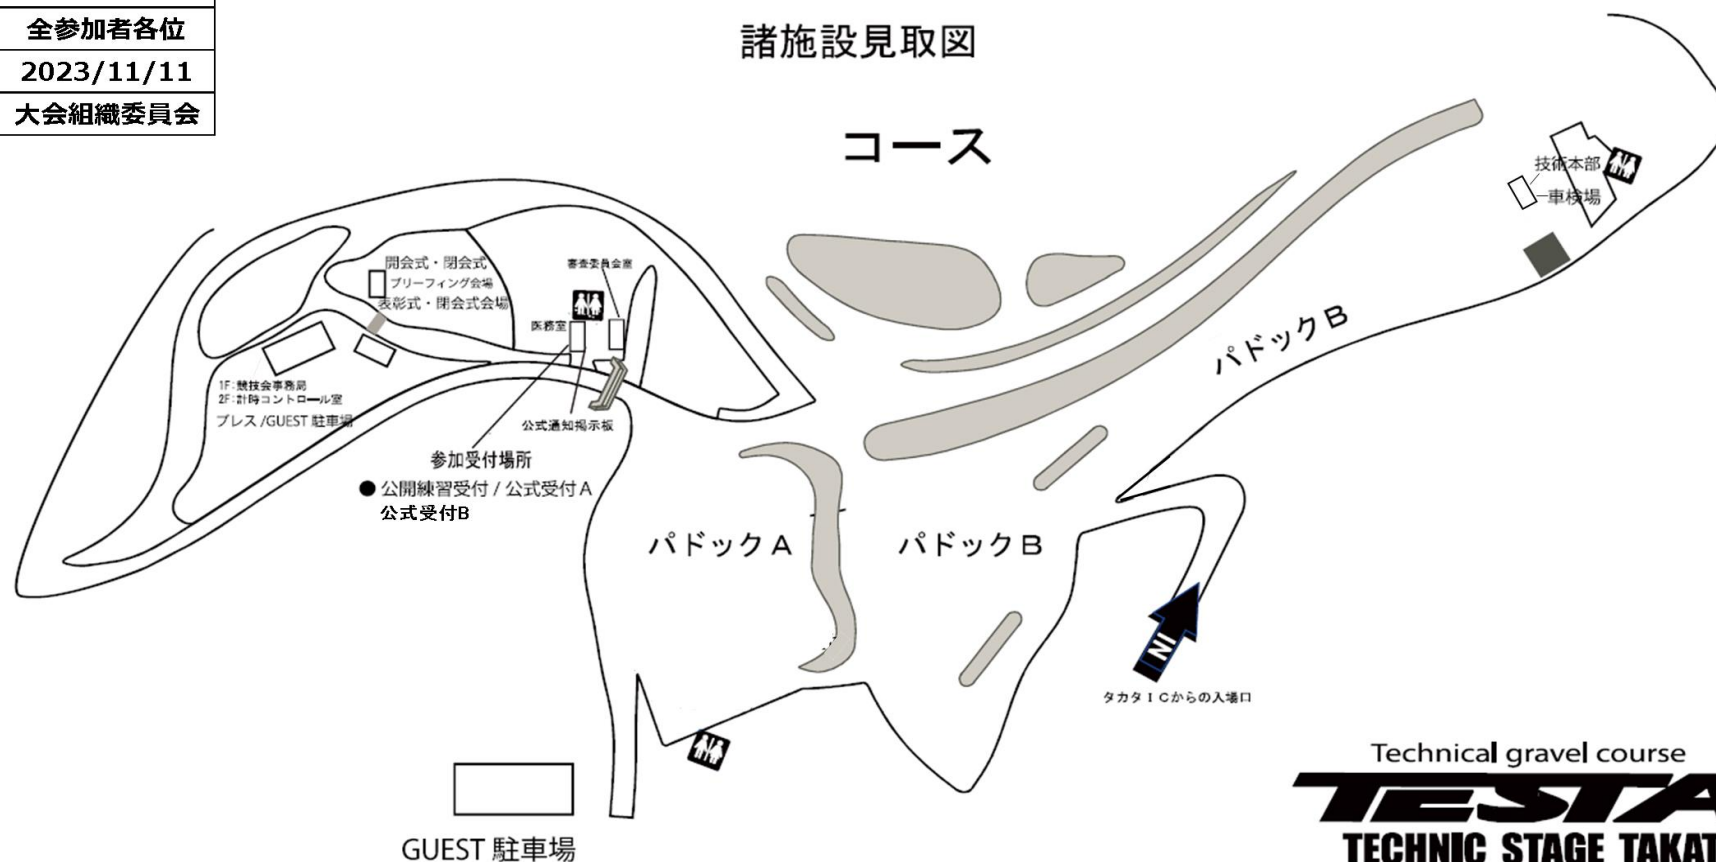 全参加者各位
2023/11/11
大会組織委員会
諸施設見取図
コース
技術本部
車検場
開会式・閉会式
ブリーフィング会場
表彰式・閉会式会場
審査委員会室
医務室
1F:競技会事務局
2F:計時コントロール室
プレス/GUEST 駐車場
公式通知掲示板
参加受付場所
● 公開練習受付 / 公式受付A
公式受付B
パドックB
パドックA
パドックB
IN
タカタICからの入場口
GUEST 駐車場
Technical gravel course
TESTA
TECHNIC STAGE TAKAT